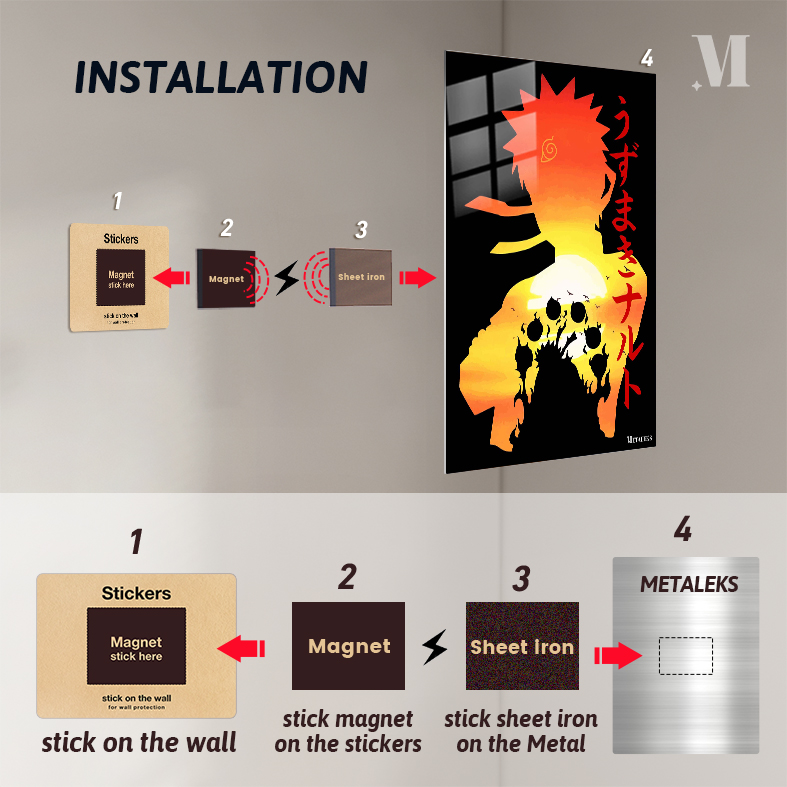 INSTALLATION
M
4
1
2
3
Stickers
Magnet
stick here
stick on the wall
for wall protection
Magnet
Sheet iron
うずまきナルト
METALEKS
1
2
3
4
Stickers
Magnet
stick here
stick on the wall
for wall protection
Magnet
Sheet iron
METALEKS
stick on the wall
stick magnet
on the stickers
stick sheet iron
on the Metal